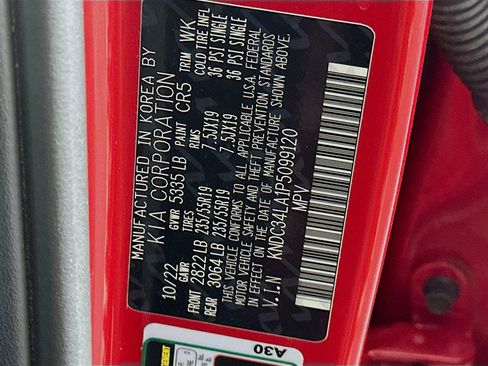 MANUFACTURED IN KOREA BY
KIA CORPORATION
10/22 GVWR 5335 LB PAINT CR5 TRIM WK
TIRES RIMS COLD TIRE INFL
FRONT 2822 LB 235/55R19 7.5JX19 36 PSI SINGLE
REAR 3064 LB 235/55R19 7.5JX19 36 PSI SINGLE
THIS VEHICLE CONFORMS TO ALL APPLICABLE U.S.A. FEDERAL
MOTOR VEHICLE SAFETY AND THEFT PREVENTION STANDARDS
IN EFFECT ON THE DATE OF MANUFACTURE SHOWN ABOVE.
V.I.N KNDC34LA1P5099120
MPV
A30